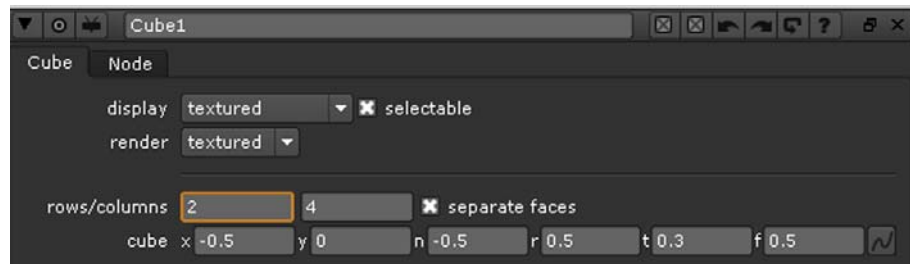 Cube1 ?
Cube Node
display textured selectable
render textured
rows/columns 2 4 separate faces
cube x -0.5 y 0 n -0.5 r 0.5 t 0.3 f 0.5